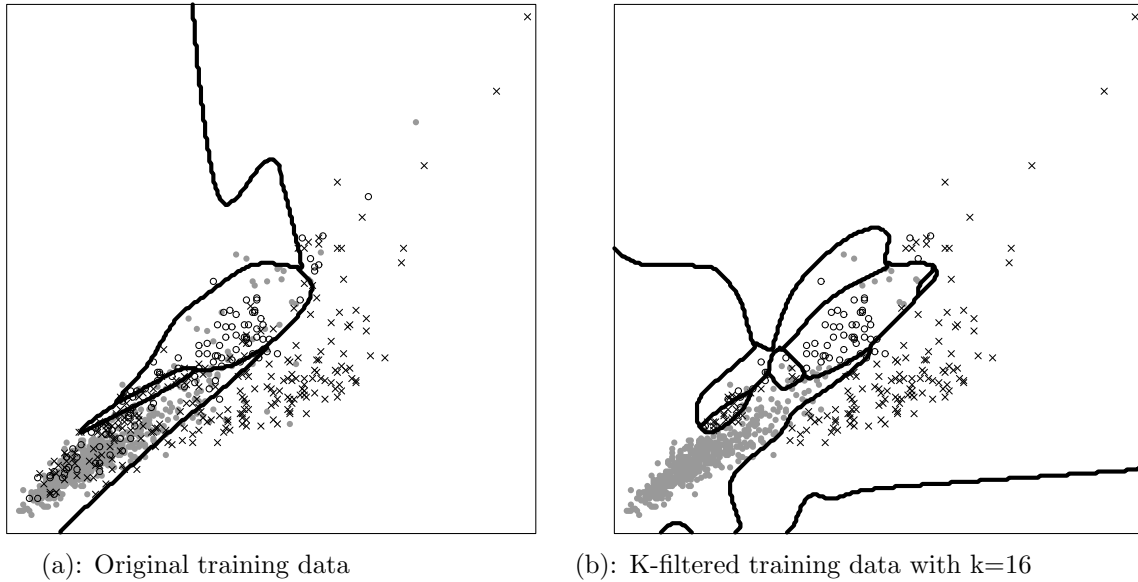 (a): Original training data
(b): K-filtered training data with k=16